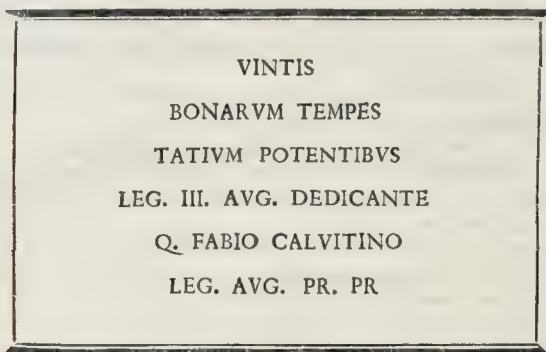 VINTIS
BONARVM TEMPES
TATIVM POTENTIBVS
LEG. III. AVG. DEDICANTE
Q. FABIO CALVITINO
LEG. AVG. PR. PR